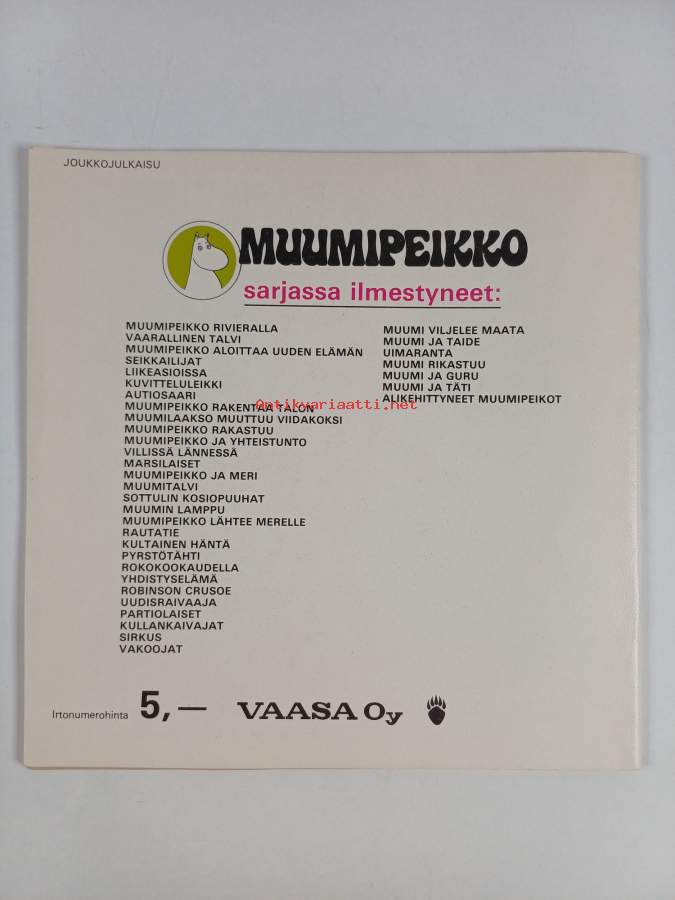 JOUKKOJULKAISU
MUUMIPEIKKO
sarjassa ilmestyneet:
MUUMIPEIKKO RIVIERALLA
VAARALLINEN TALVI
MUUMIPEIKKO ALOITTAA UUDEN ELÄMÄN
SEIKKAILIJAT
LIIKEASIOISSA
KUVITTELULEIKKI
AUTIOSAARI
MUUMIPEIKKO RAKENTAA TALON
MUUMILAAKSO MUUTTUU VIIDAKOKSI
MUUMIPEIKKO RAKASTUU
MUUMIPEIKKO JA YHTEISTUNTO
VILLISSÄ LÄNNESSÄ
MARSILAISET
MUUMIPEIKKO JA MERI
MUUMITALVI
SOTTULIN KOSIOPUUHAT
MUUMIN LAMPPU
MUUMIPEIKKO LÄHTEE MERELLE
RAUTATIE
KULTAINEN HÄNTÄ
PYRSTÖTÄHTI
ROKOKOOKAUDELLA
YHDISTYSELÄMÄ
ROBINSON CRUSOE
UUDISRAIVAAJA
PARTIOLAISET
KULLANKAIVAJAT
SIRKUS
VAKOOJAT
MUUMI VILJELEE MAATA
MUUMI JA TAIDE
UIMARANTA
MUUMI RIKASTUU
MUUMI JA GURU
MUUMI JA TÄTI
ALIKEHITTYNEET MUUMIPEIKOT
Antikvariaatti.net
Irtonumerohinta 5,— VAASA Oy